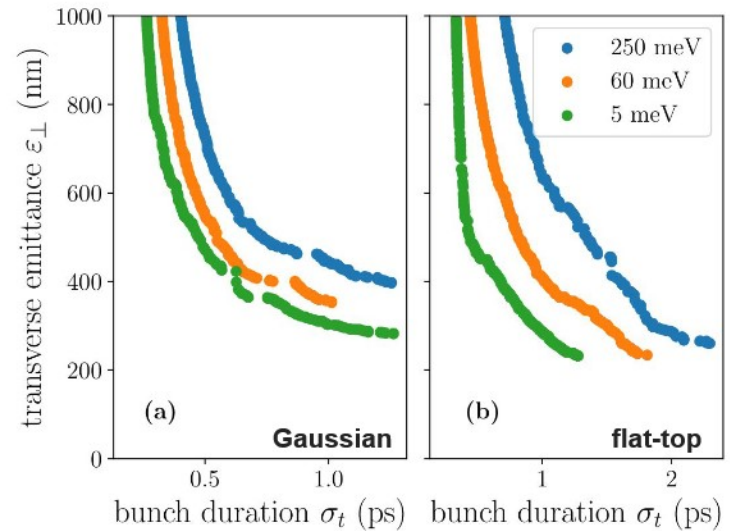 transverse emittance ε⊥ (nm)
1000
800
600
400
200
0
(a)
Gaussian
0.5
1.0
bunch duration σt (ps)
250 meV
60 meV
5 meV
(b)
flat-top
1
2
bunch duration σt (ps)